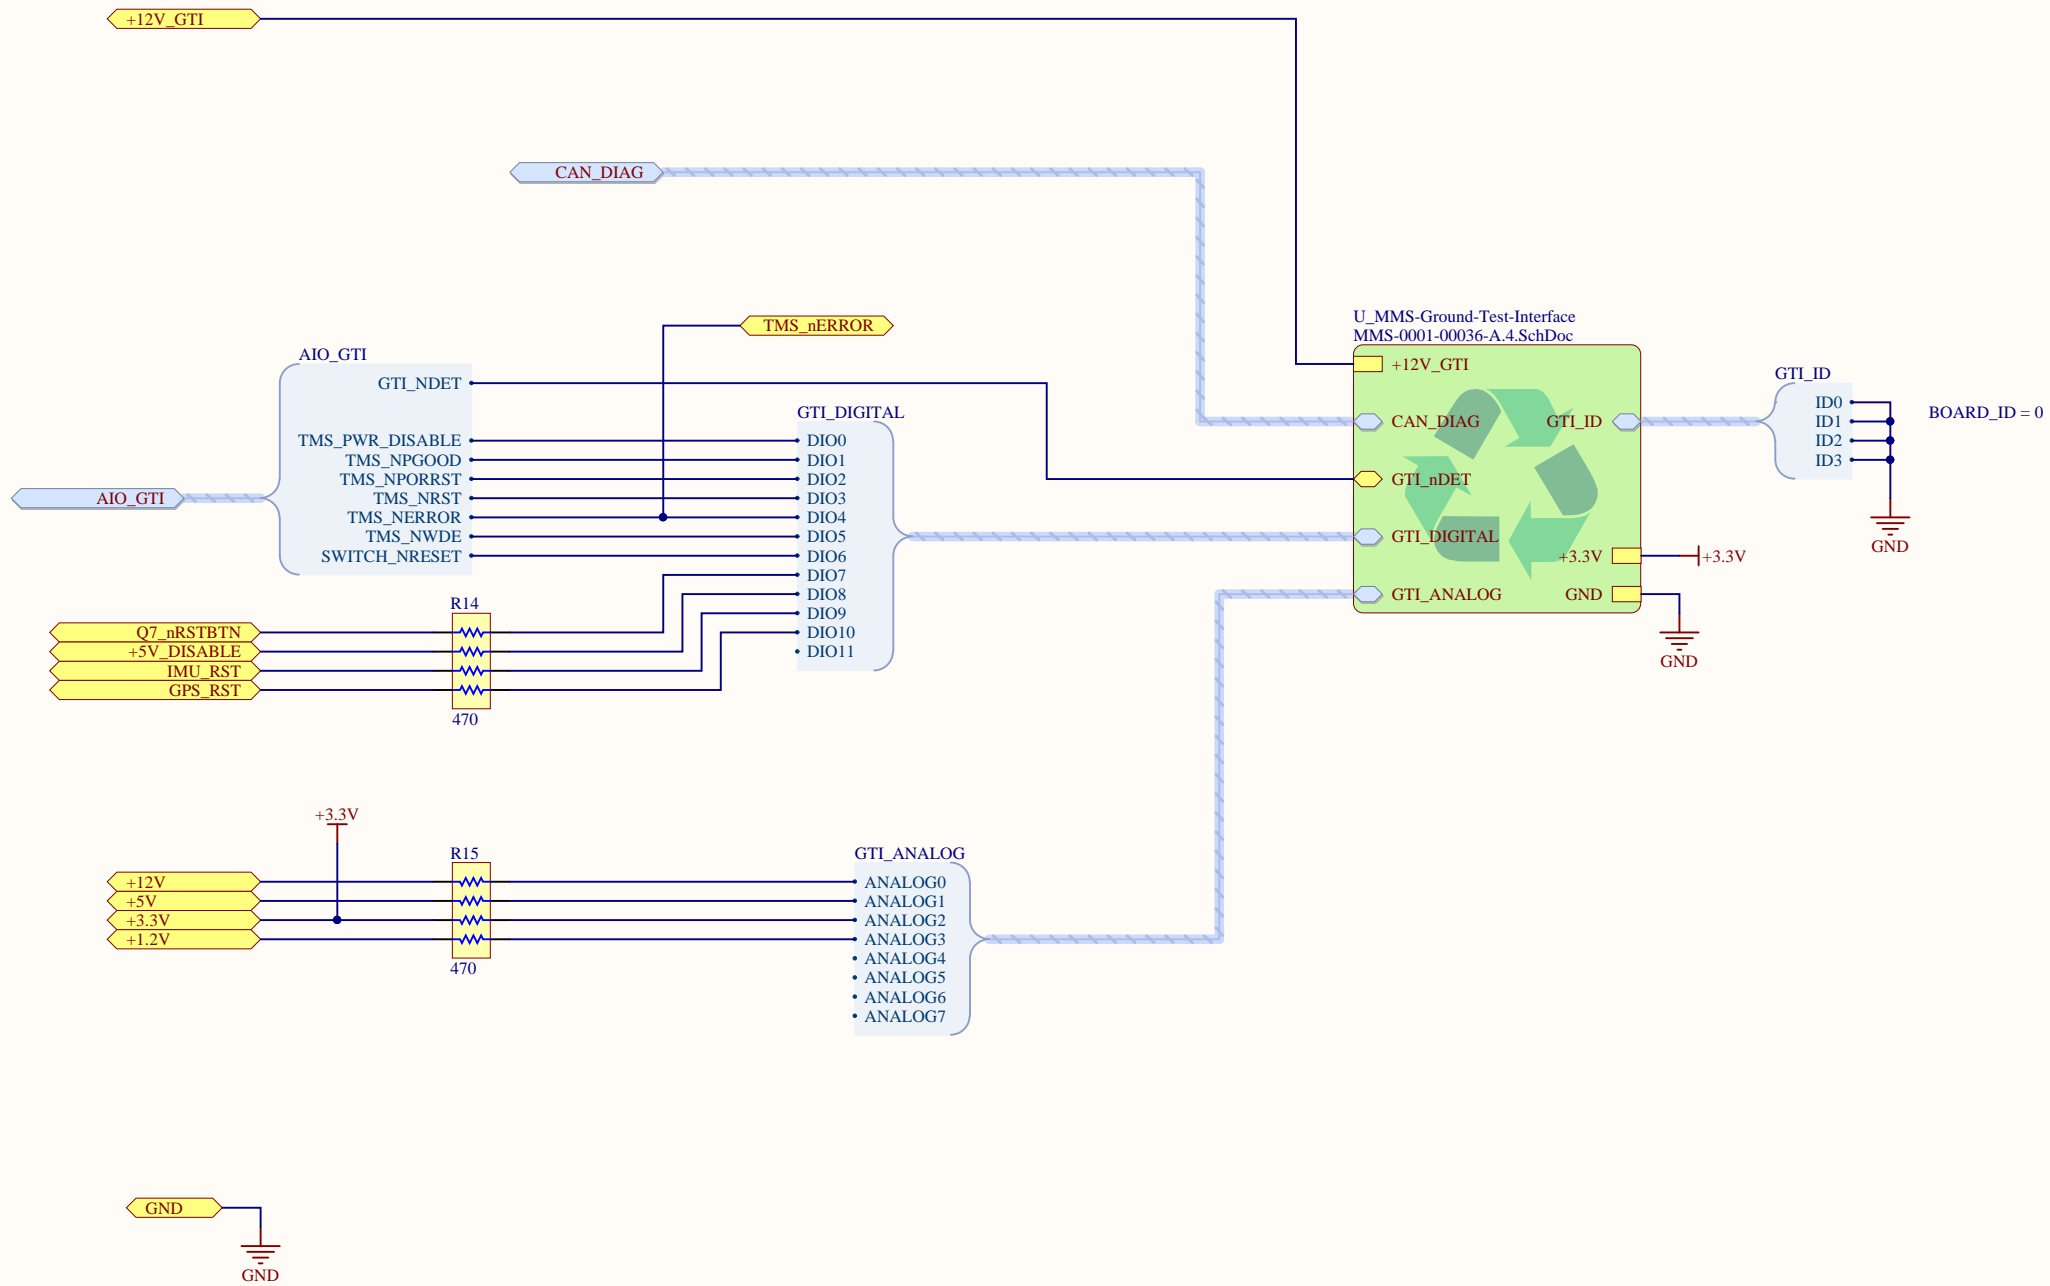 +12V_GTI
CAN_DIAG
U_MMS-Ground-Test-Interface
MMS-0001-00036-A.4.SchDoc
TMS_nERROR
AIO_GTI
+12V_GTI
GTI_ID
GTI_NDET
ID0
GTI_DIGITAL
BOARD_ID = 0
CAN_DIAG
GTI_ID
ID1
TMS_PWR_DISABLE
DIO0
ID2
TMS_NPGOOD
DIO1
ID3
TMS_NPORRST
DIO2
GTI_nDET
AIO_GTI
TMS_NRST
DIO3
TMS_NERROR
DIO4
TMS_NWDE
DIO5
GTI_DIGITAL
GND
SWITCH_NRESET
DIO6
+3.3V
+3.3V
DIO7
R14
DIO8
GTI_ANALOG
GND
DIO9
Q7_nRSTBTN
DIO10
+5V_DISABLE
DIO11
GND
IMU_RST
GPS_RST
470
+3.3V
R15
GTI_ANALOG
+12V
ANALOG0
+5V
ANALOG1
+3.3V
ANALOG2
+1.2V
ANALOG3
470
ANALOG4
ANALOG5
ANALOG6
ANALOG7
GND
GND